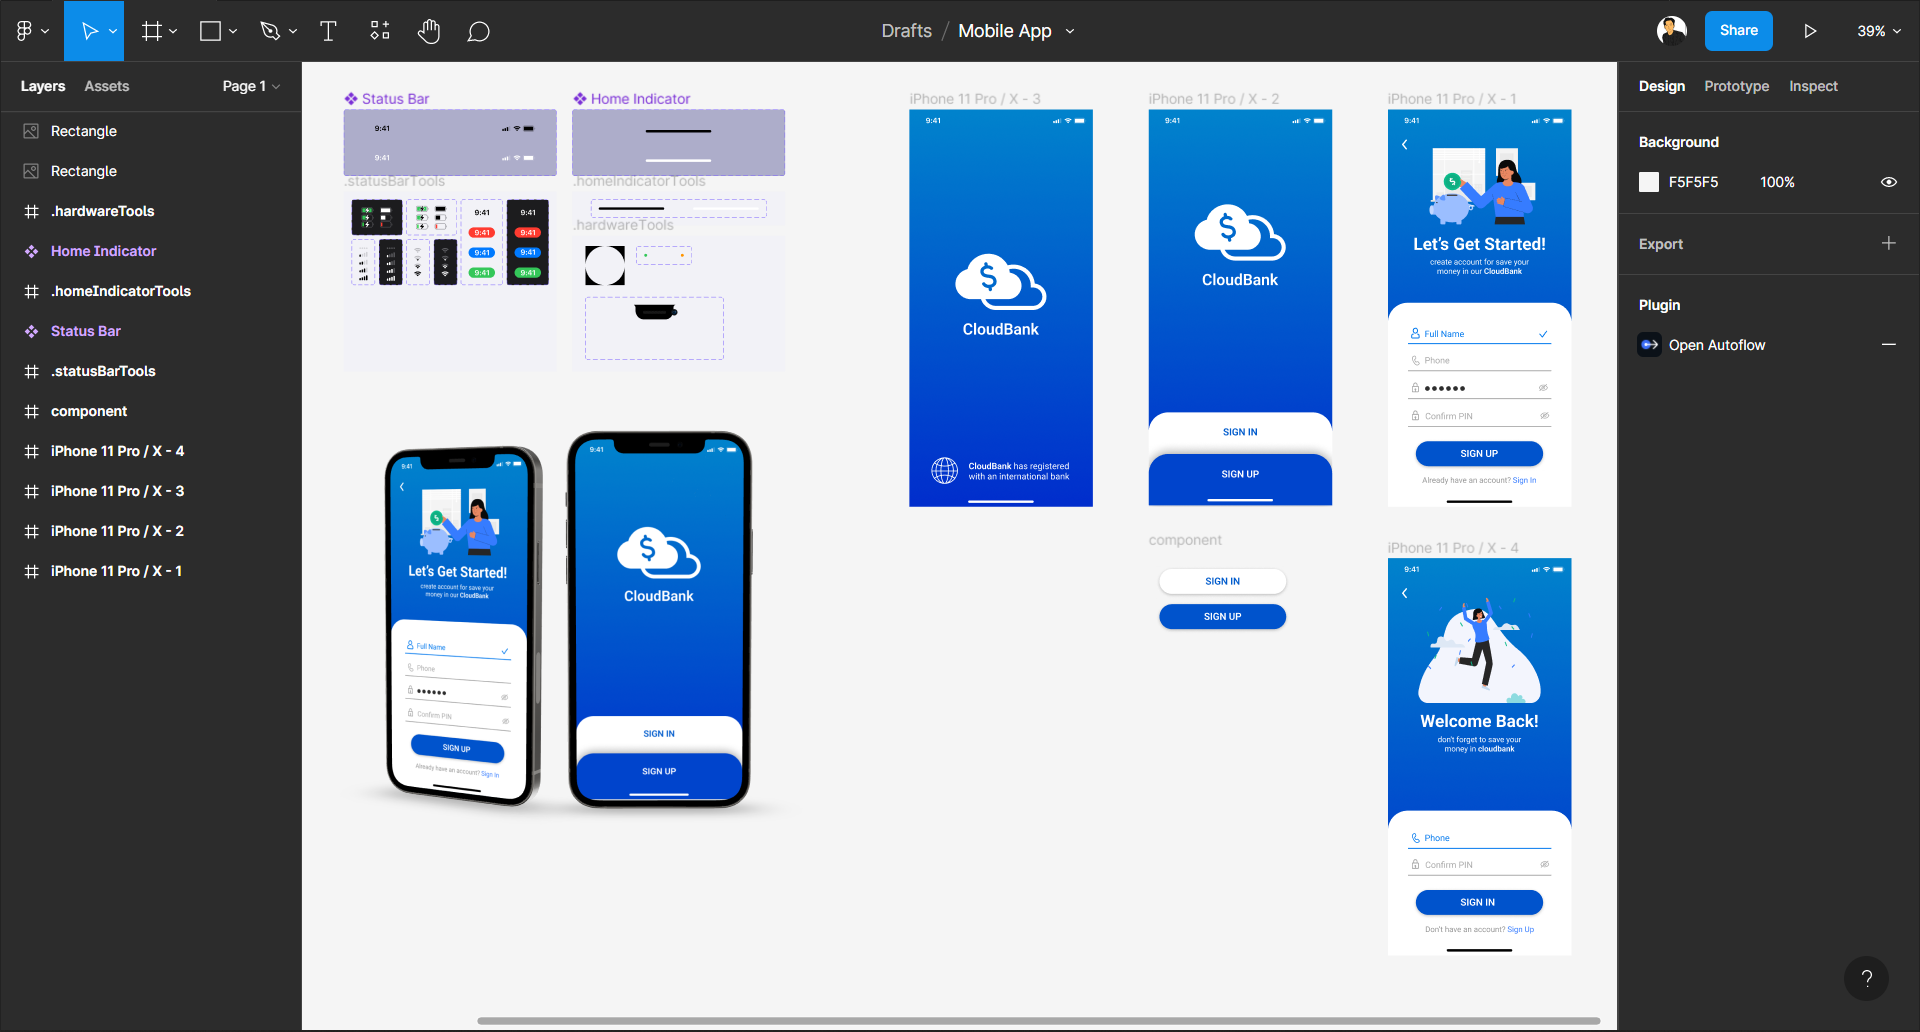 Drafts / Mobile App
Share
39%
Layers
Assets
Page 1
Rectangle
Rectangle
.hardwareTools
Home Indicator
.homeIndicatorTools
Status Bar
.statusBarTools
component
iPhone 11 Pro / X - 4
iPhone 11 Pro / X - 3
iPhone 11 Pro / X - 2
iPhone 11 Pro / X - 1
Status Bar
9:41
9:41
Home Indicator
.statusBarTools
9:41
9:41
9:41
9:41
9:41
9:41
9:41
9:41
.homeIndicatorTools
.hardwareTools
9:41
Let's Get Started!
create account for save your
money in our CloudBank
Full Name
Phone
Confirm PIN
SIGN UP
Already have an account? Sign In
9:41
$
CloudBank
SIGN IN
SIGN UP
iPhone 11 Pro / X - 3
9:41
$
CloudBank
CloudBank has registered
with an international bank
iPhone 11 Pro / X - 2
9:41
$
CloudBank
SIGN IN
SIGN UP
component
SIGN IN
SIGN UP
iPhone 11 Pro / X - 1
9:41
Let's Get Started!
create account for save your
money in our CloudBank
Full Name
Phone
Confirm PIN
SIGN UP
Already have an account? Sign In
iPhone 11 Pro / X - 4
9:41
Welcome Back!
don't forget to save your
money in cloudbank
Phone
Confirm PIN
SIGN IN
Don't have an account? Sign Up
Design
Prototype
Inspect
Background
F5F5F5
100%
Export
Plugin
Open Autoflow
?